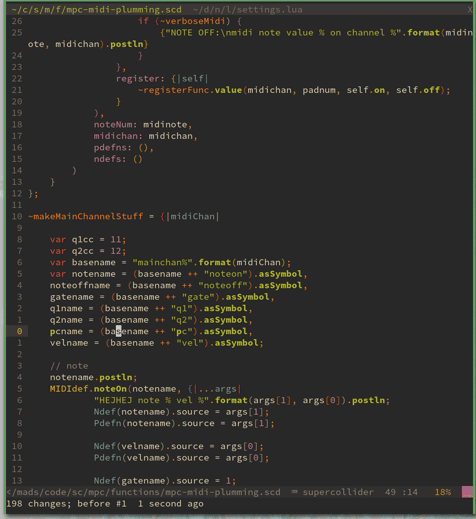 ~/c/s/m/f/mpc-midi-plumming.scd  ~/d/n/l/settings.lua  X
26 if (~verboseMidi) {
25 {"NOTE OFF:\nmidi note value % on channel %".format(midin
ote, midichan).postln}
24 }
23 },
22 register: {|self|
21 ~registerFunc.value(midichan, padnum, self.on, self.off);
20 }
19 ),
18 noteNum: midinote,
17 midichan: midichan,
16 pdefns: (),
15 ndefs: ()
14 )
13 }
12 };
11
10 ~makeMainChannelStuff = {|midiChan|
9
8 var q1cc = 11;
7 var q2cc = 12;
6 var basename = "mainchan%".format(midiChan);
5 var notename = (basename ++ "noteon").asSymbol,
4 noteoffname = (basename ++ "noteoff").asSymbol,
3 gatename = (basename ++ "gate").asSymbol,
2 q1name = (basename ++ "q1").asSymbol,
1 q2name = (basename ++ "q2").asSymbol,
0 pcname = (basename ++ "pc").asSymbol,
1 velname = (basename ++ "vel").asSymbol;
2
3 // note
4 notename.postln;
5 MIDIdef.noteOn(notename, {|...args|
6 "HEJHEJ note % vel %".format(args[1], args[0]).postln;
7 Ndef(notename).source = args[1];
8 Pdefn(notename).source = args[1];
9
10 Ndef(velname).source = args[0];
11 Pdefn(velname).source = args[0];
12
13 Ndef(gatename).source = 1;
</mads/code/sc/mpc/functions/mpc-midi-plumming.scd  = supercollider  49 :14  18%
198 changes; before #1  1 second ago